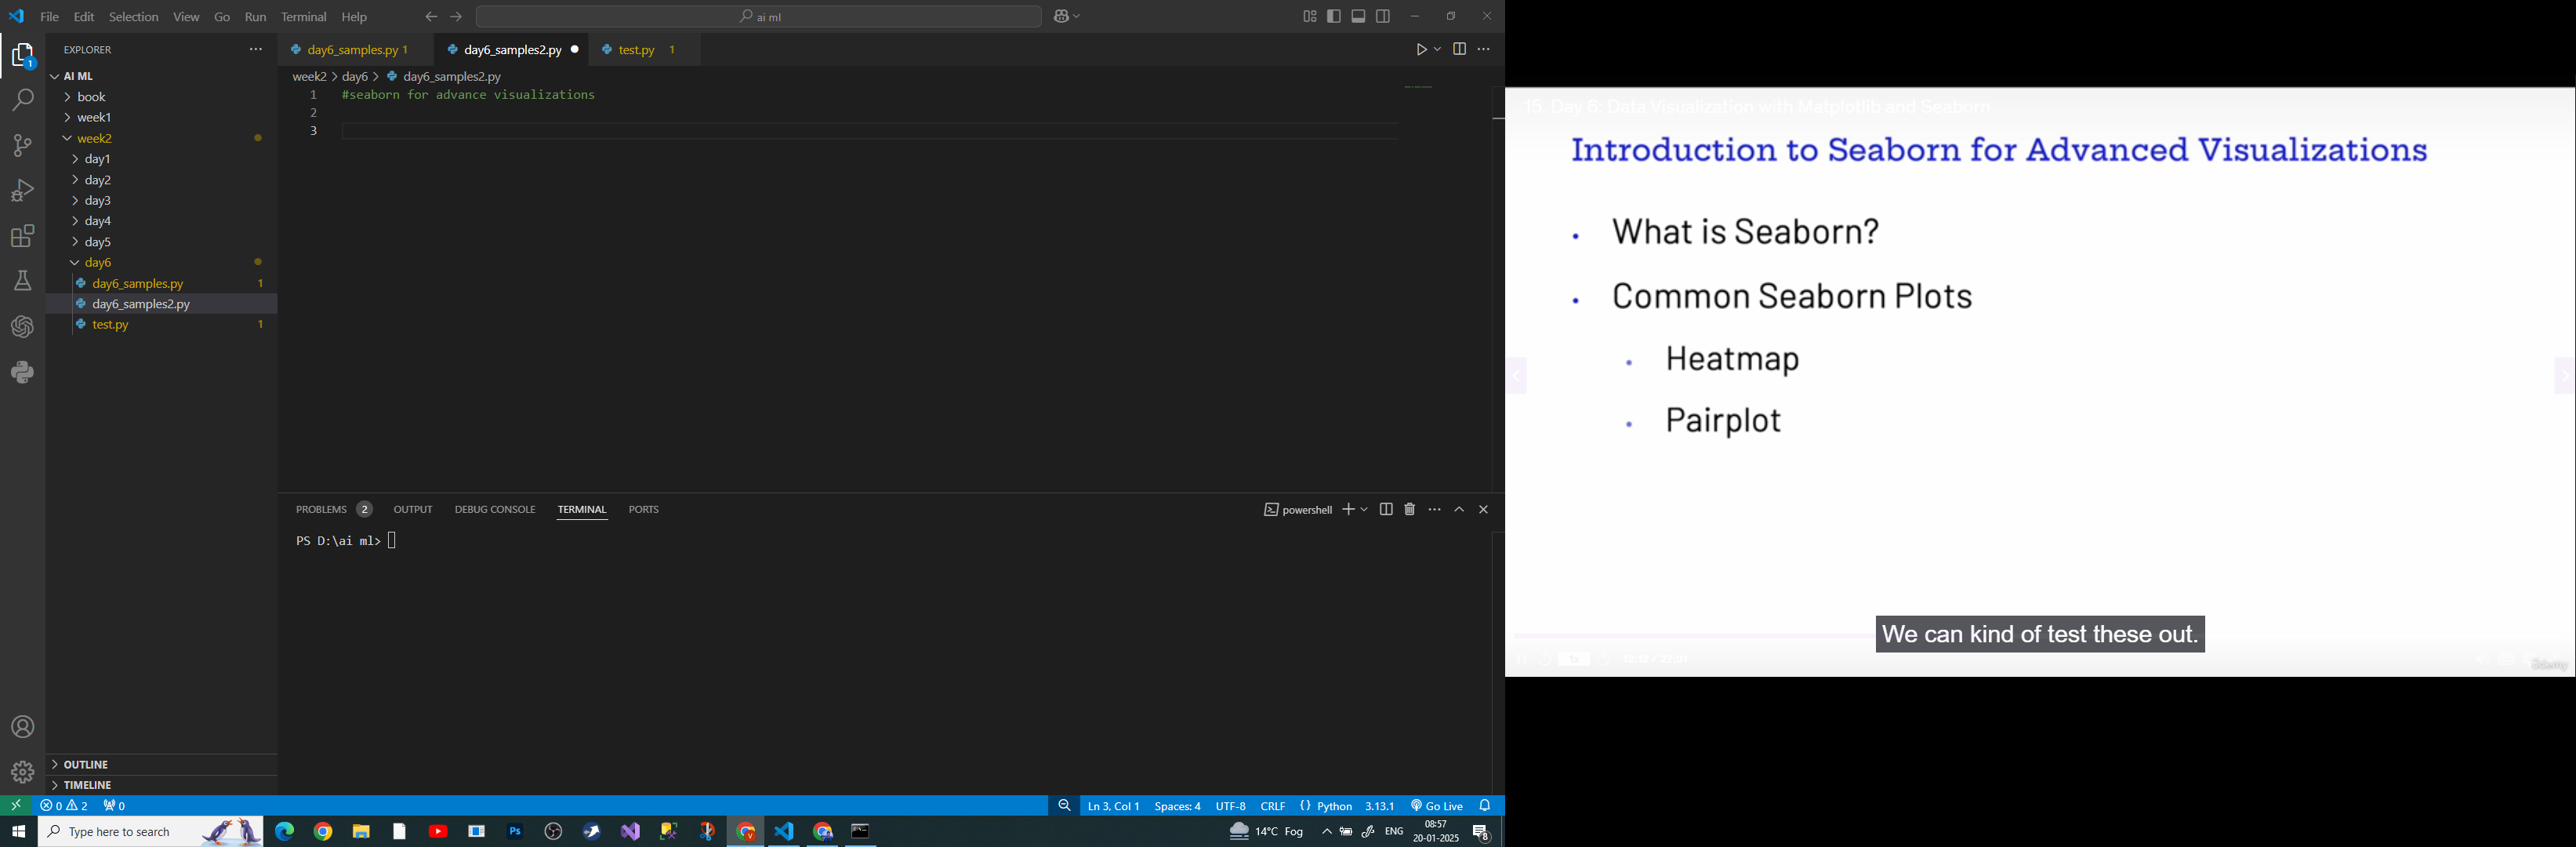 File Edit Selection View Go Run Terminal Help
ai ml
EXPLORER
1
AI ML
book
week1
week2
day1
day2
day3
day4
day5
day6
day6_samples.py 1
day6_samples2.py
test.py 1
OUTLINE
TIMELINE
day6_samples.py 1
day6_samples2.py
test.py 1
week2 > day6 > day6_samples2.py
1 #seaborn for advance visualizations
2
3
PROBLEMS 2 OUTPUT DEBUG CONSOLE TERMINAL PORTS
powershell
PS D:\ai ml>
0 2 0
Ln 3, Col 1 Spaces: 4 UTF-8 CRLF {} Python 3.13.1 Go Live
Type here to search
Ps
14°C Fog
ENG
08:57
20-01-2025
8
15. Day 6: Data Visualization with Matplotlib and Seaborn
Introduction to Seaborn for Advanced Visualizations
• What is Seaborn?
• Common Seaborn Plots
• Heatmap
• Pairplot
We can kind of test these out.